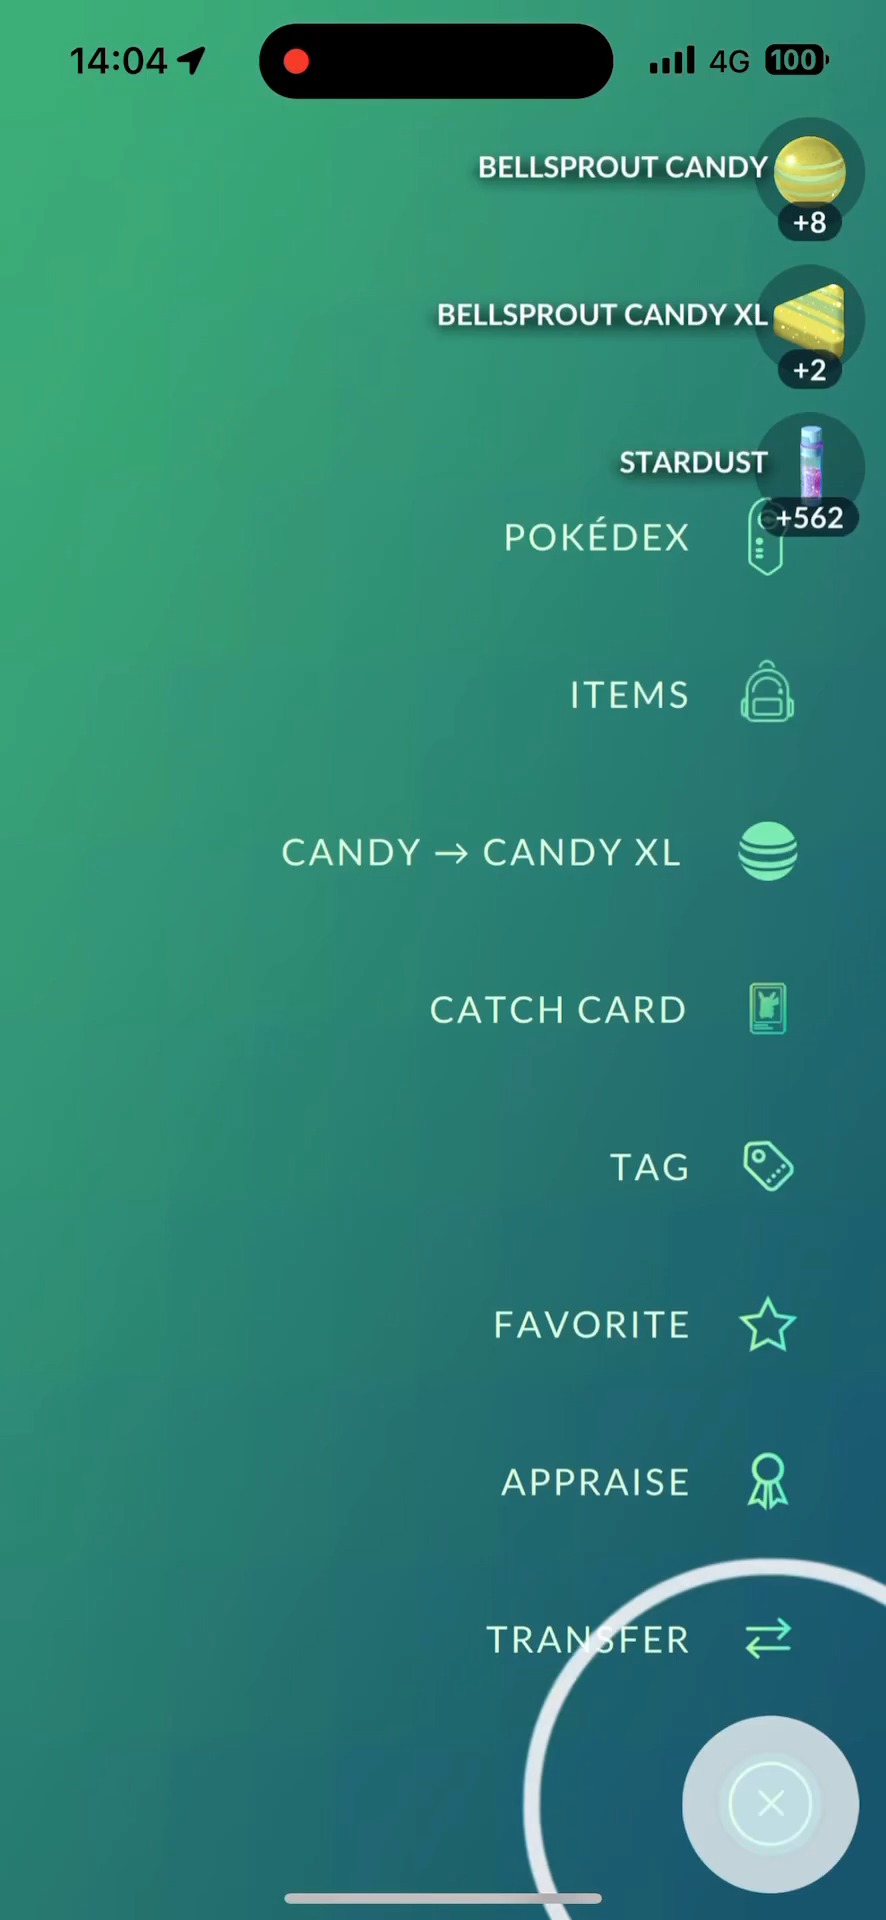 14:04
4G
100
BELLSPROUT CANDY
+8
BELLSPROUT CANDY XL
+2
STARDUST
+562
POKÉDEX
ITEMS
CANDY → CANDY XL
CATCH CARD
TAG
FAVORITE
APPRAISE
TRANSFER